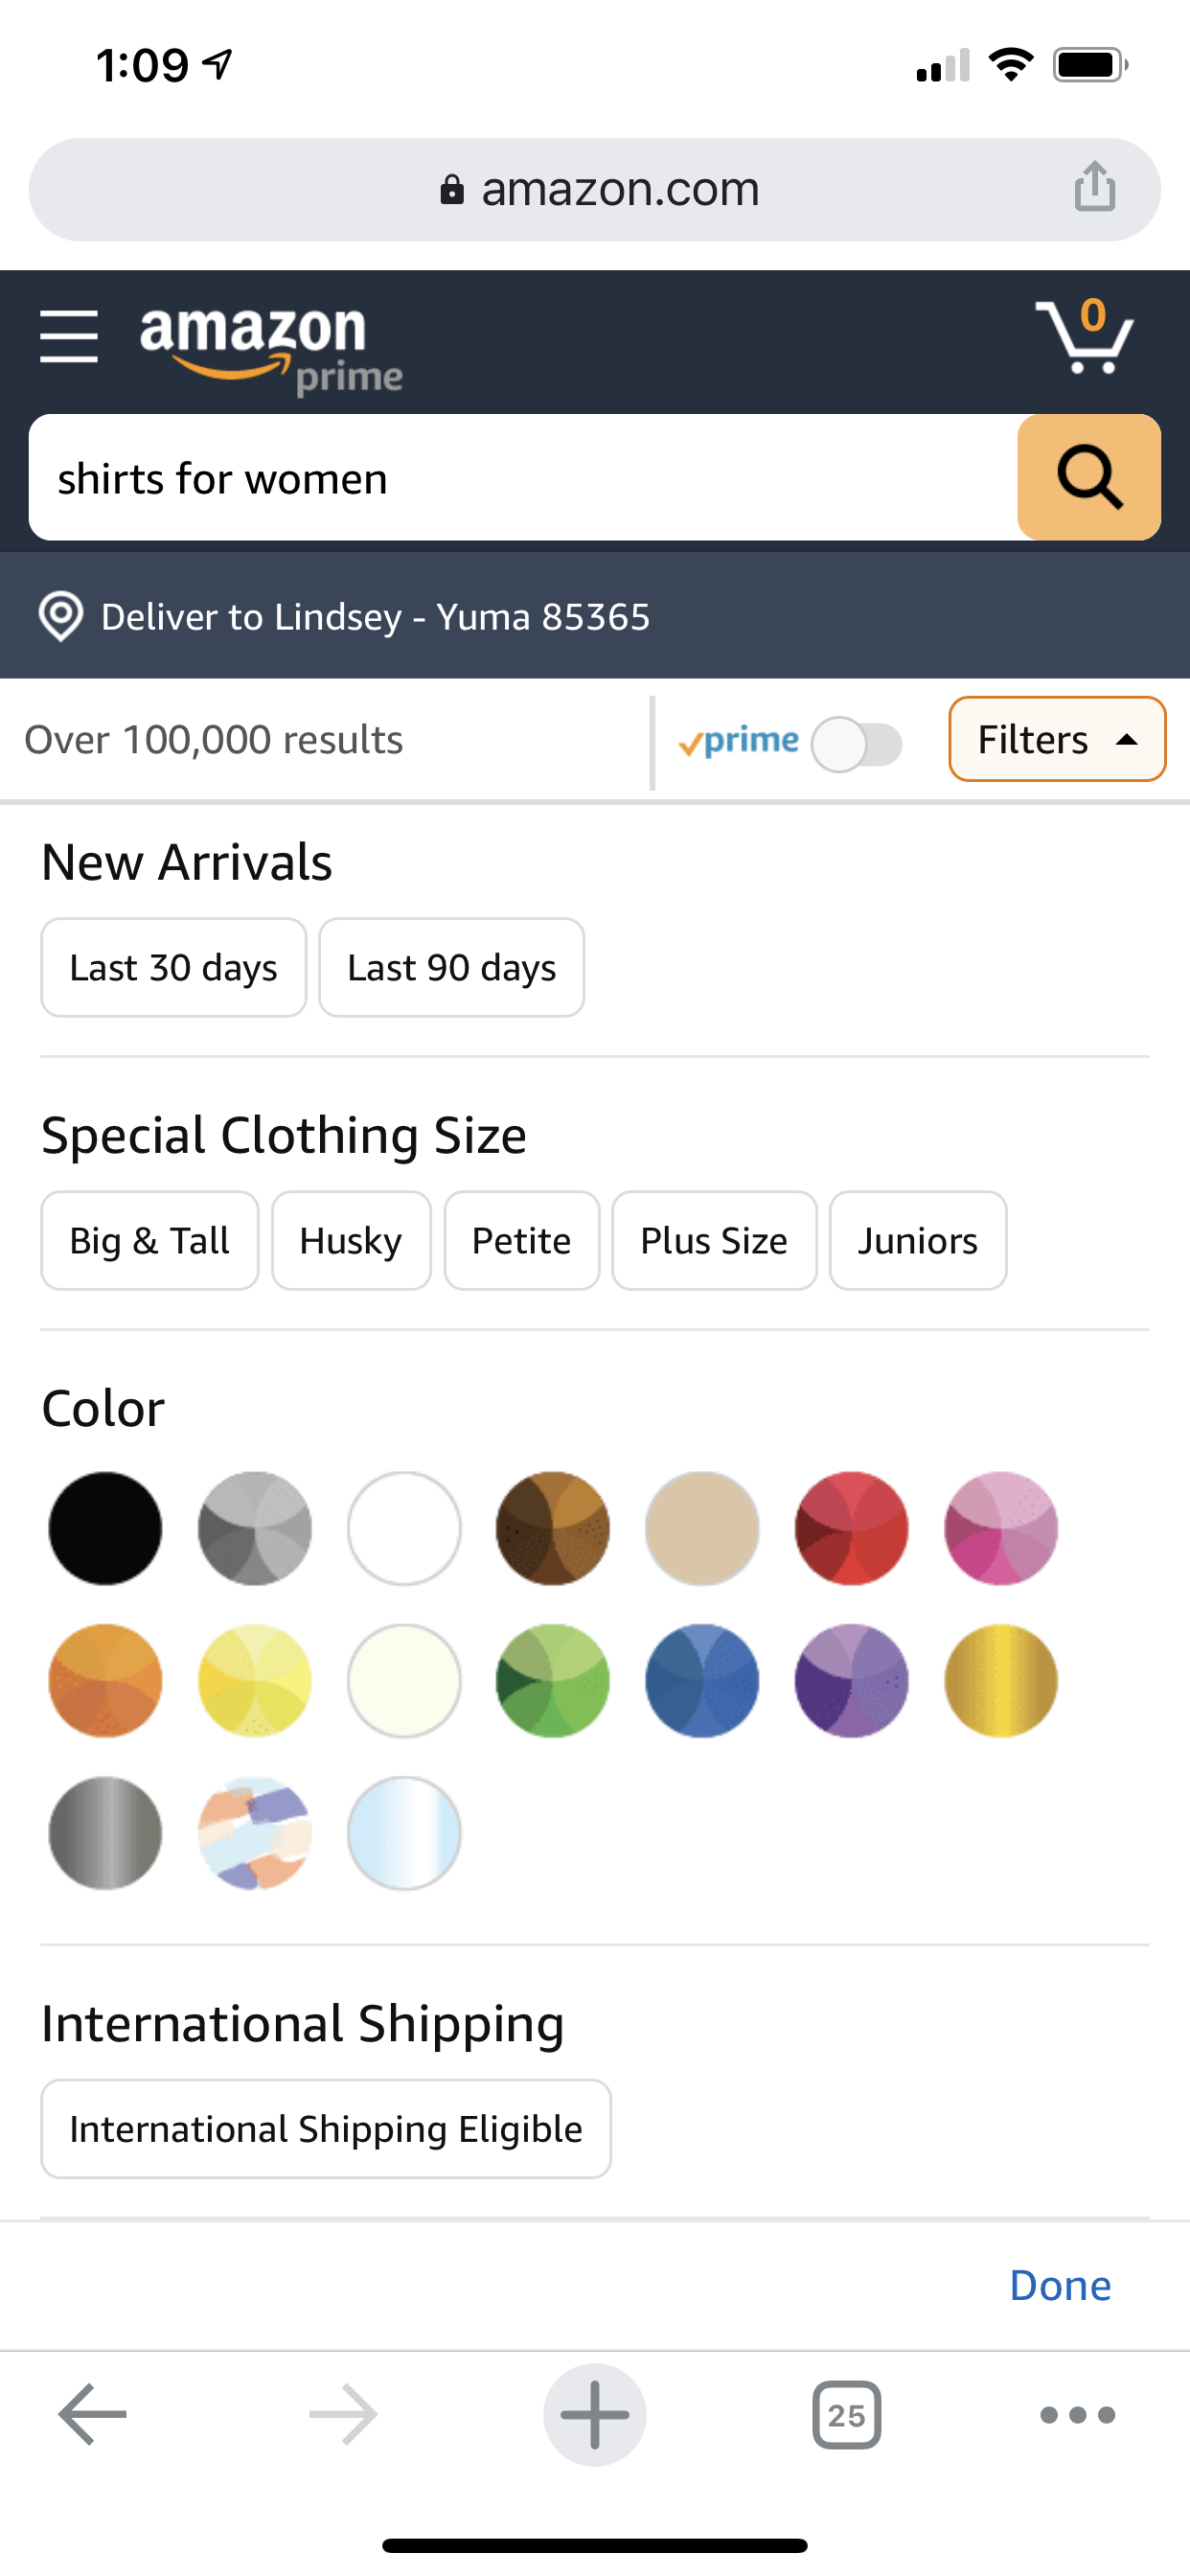 1:09
amazon.com
amazon
prime
0
shirts for women
Deliver to Lindsey - Yuma 85365
Over 100,000 results
prime
Filters
New Arrivals
Last 30 days Last 90 days
Special Clothing Size
Big & Tall Husky Petite Plus Size Juniors
Color
International Shipping
International Shipping Eligible
Done
25